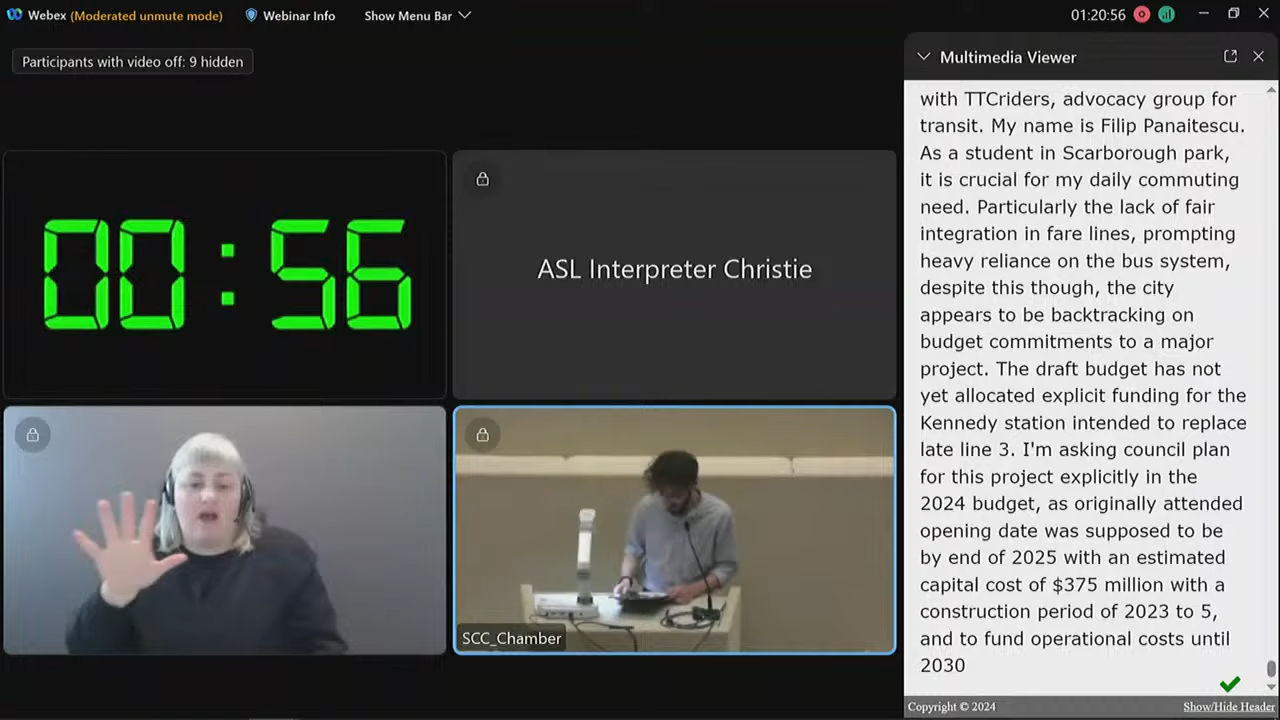 Webex (Moderated unmute mode) Webinar Info Show Menu Bar 01:20:56
Participants with video off: 9 hidden
00:56
ASL Interpreter Christie
SCC_Chamber
Multimedia Viewer
with TTCriders, advocacy group for
transit. My name is Filip Panaitescu.
As a student in Scarborough park,
it is crucial for my daily commuting
need. Particularly the lack of fair
integration in fare lines, prompting
heavy reliance on the bus system,
despite this though, the city
appears to be backtracking on
budget commitments to a major
project. The draft budget has not
yet allocated explicit funding for the
Kennedy station intended to replace
late line 3. I'm asking council plan
for this project explicitly in the
2024 budget, as originally attended
opening date was supposed to be
by end of 2025 with an estimated
capital cost of $375 million with a
construction period of 2023 to 5,
and to fund operational costs until
2030
Copyright © 2024 Show/Hide Header